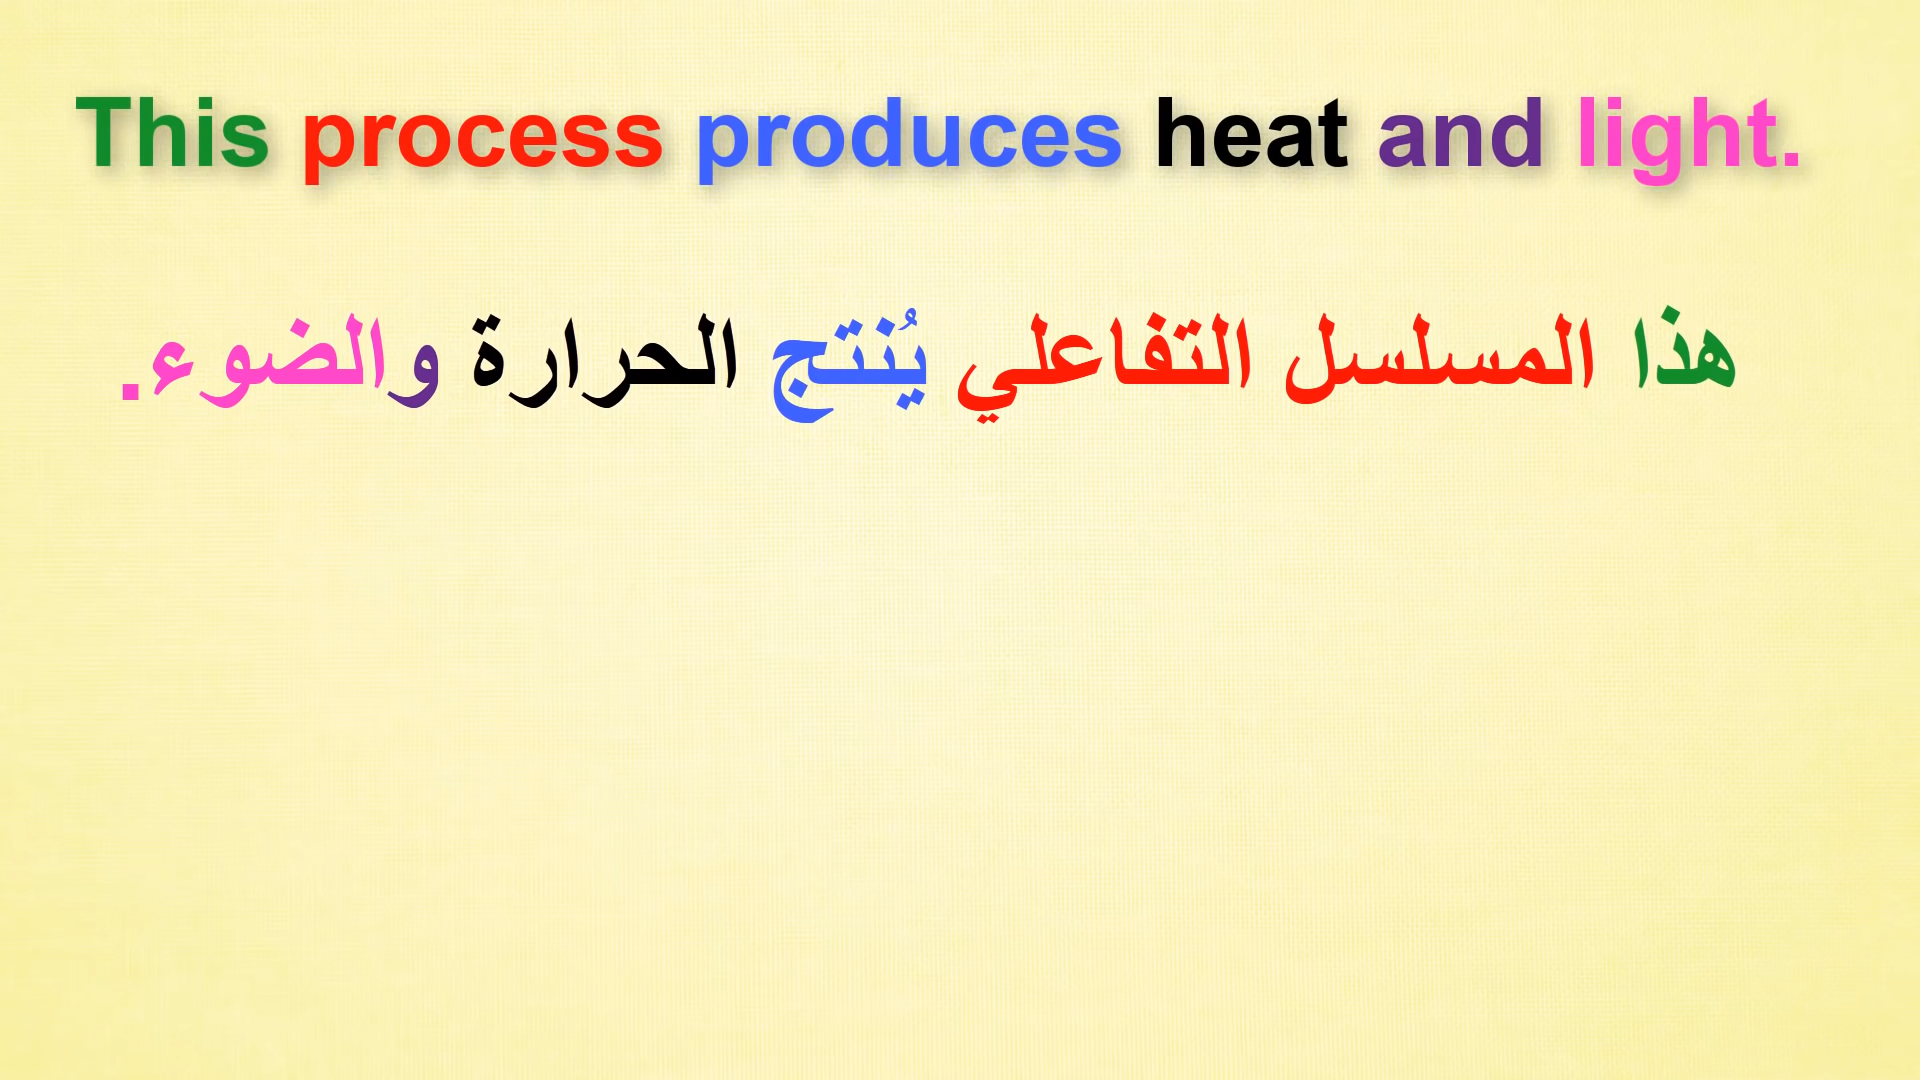 This process produces heat and light.
هذا المسلسل التفاعلي يُنتج الحرارة والضوء.